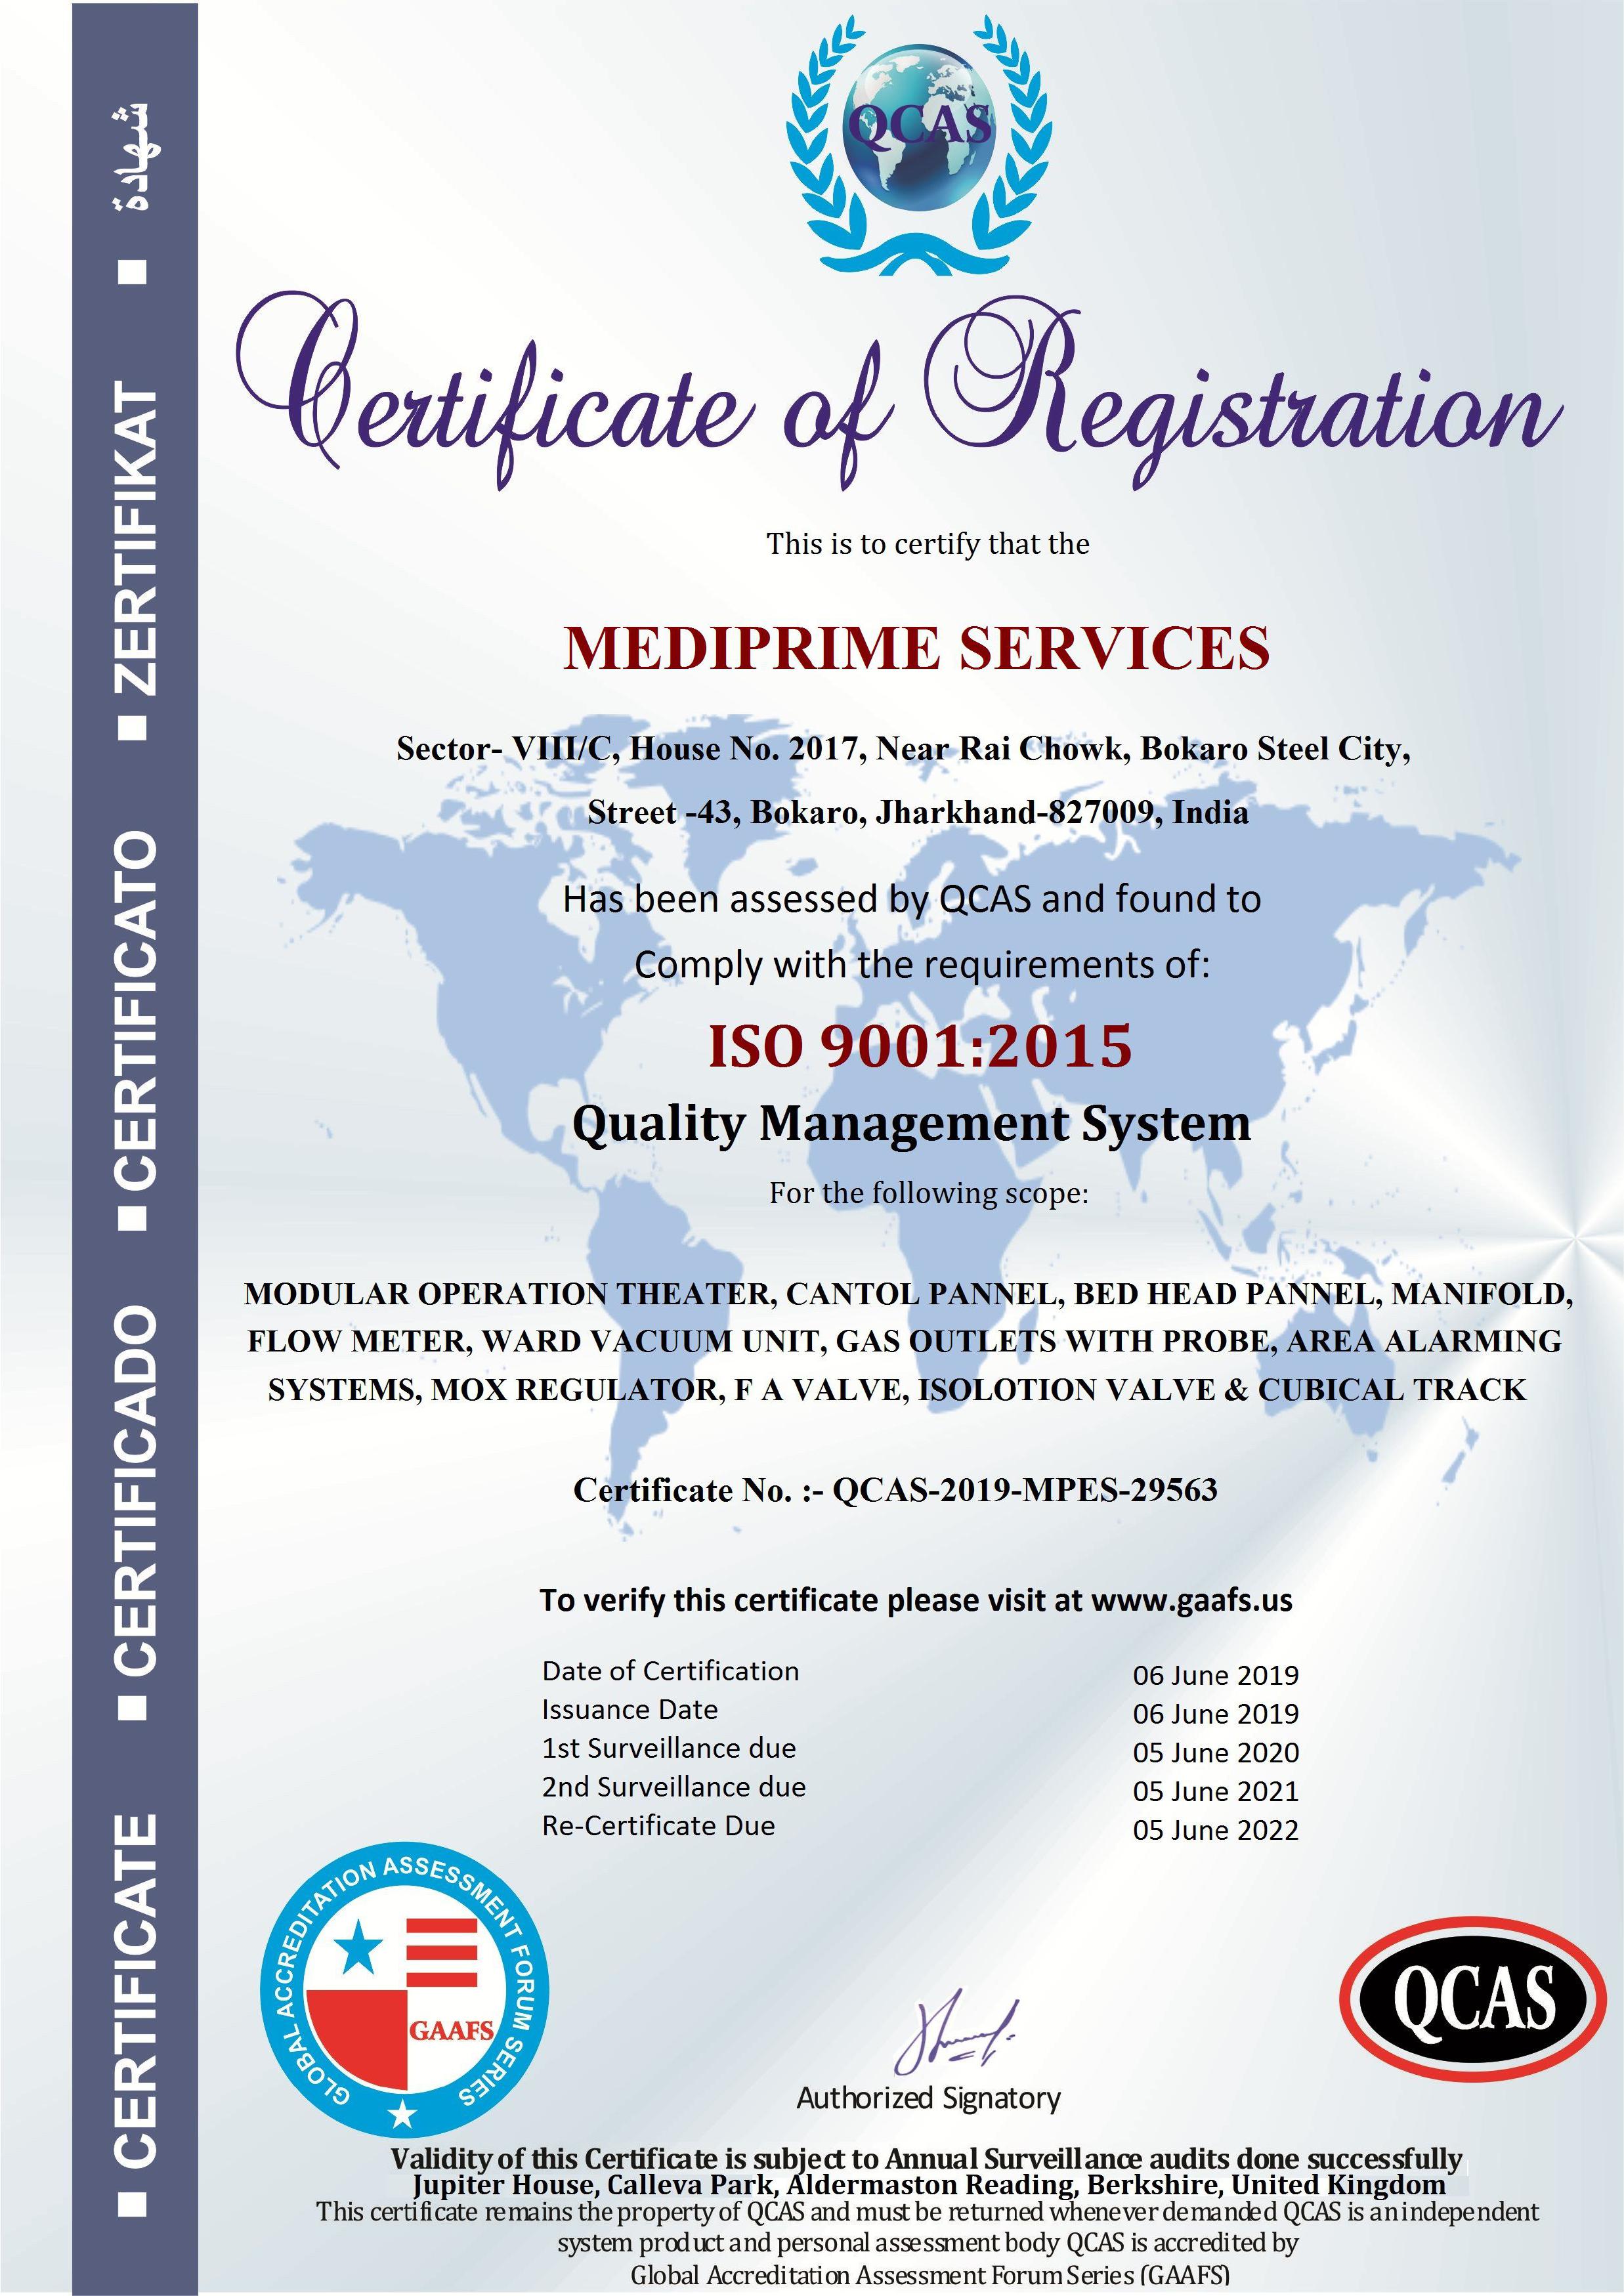 QCAS
Certificate of Registration
This is to certify that the
MEDIPRIME SERVICES
Sector- VIII/C, House No. 2017, Near Rai Chowk, Bokaro Steel City,
Street -43, Bokaro, Jharkhand-827009, India
Has been assessed by QCAS and found to
Comply with the requirements of:
ISO 9001:2015
Quality Management System
For the following scope:
MODULAR OPERATION THEATER, CANTOL PANNEL, BED HEAD PANNEL, MANIFOLD,
FLOW METER, WARD VACUUM UNIT, GAS OUTLETS WITH PROBE, AREA ALARMING
SYSTEMS, MOX REGULATOR, F A VALVE, ISOLOTION VALVE & CUBICAL TRACK
Certificate No. :- QCAS-2019-MPES-29563
To verify this certificate please visit at www.gaafs.us
Date of Certification 06 June 2019
Issuance Date 06 June 2019
1st Surveillance due 05 June 2020
2nd Surveillance due 05 June 2021
Re-Certificate Due 05 June 2022
GLOBAL ACCREDITATION ASSESSMENT FORUM SERIES
GAAFS
QCAS
Authorized Signatory
Validity of this Certificate is subject to Annual Surveillance audits done successfully
Jupiter House, Calleva Park, Aldermaston Reading, Berkshire, United Kingdom
This certificate remains the property of QCAS and must be returned whenever demanded QCAS is an independent
system product and personal assessment body QCAS is accredited by
Global Accreditation Assessment Forum Series (GAAFS)
■ CERTIFICATE ■ CERTIFICADO ■ CERTIFICATO ■ ZERTIFIKAT ■ شهادة